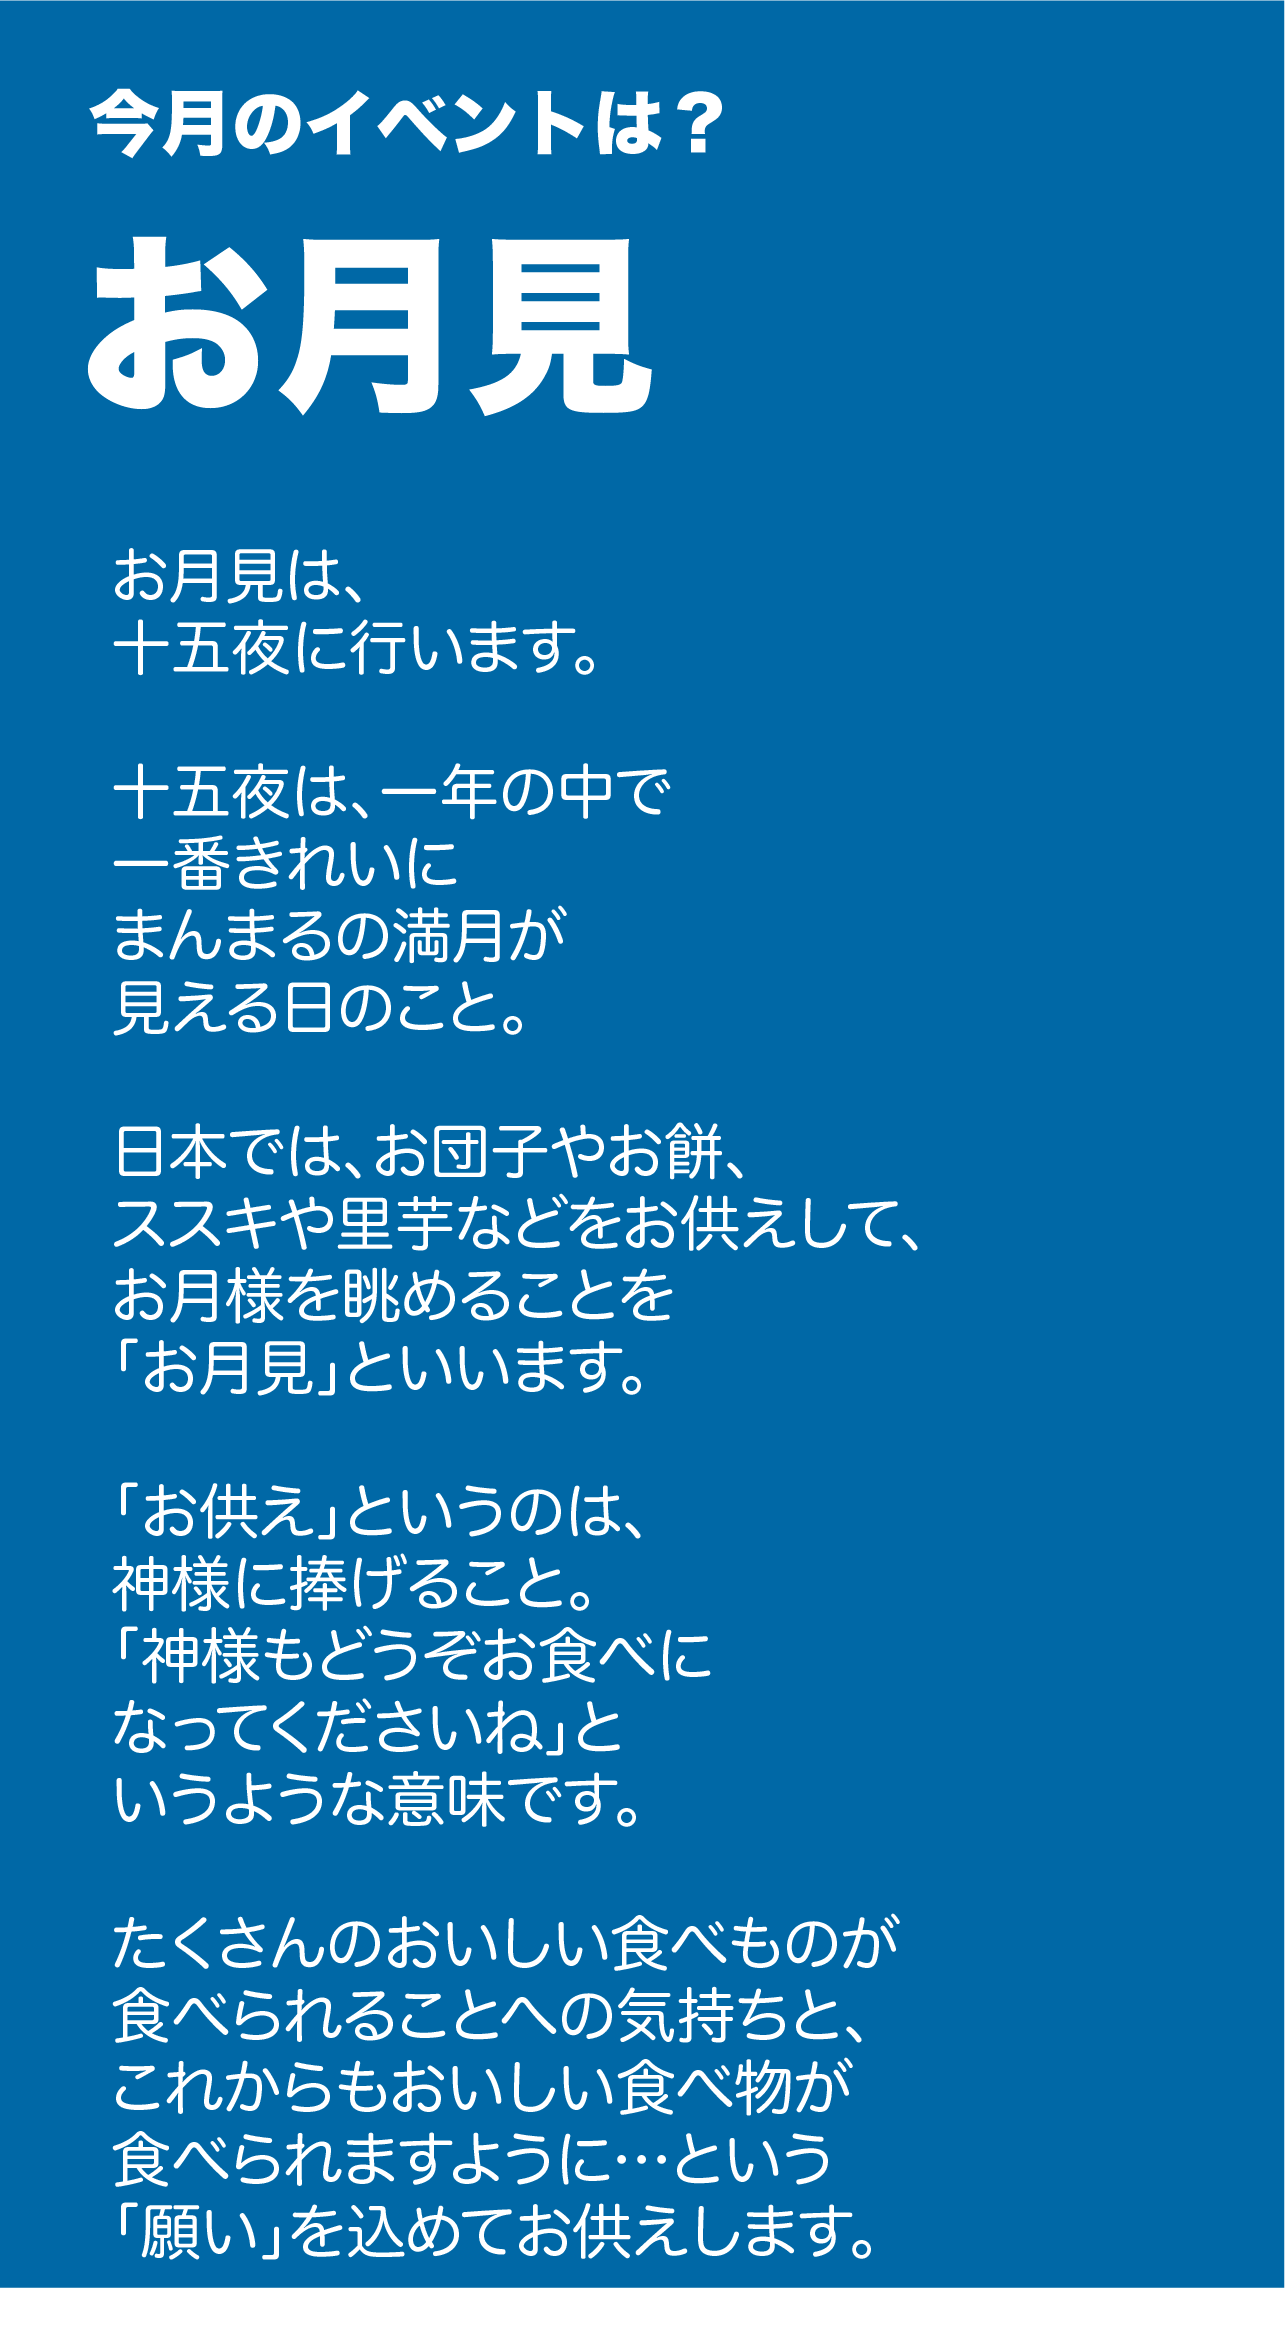 今月のイベントは？
お月見
お月見は、
十五夜に行います。
十五夜は、一年の中で
一番きれいに
まんまるの満月が
見える日のこと。
日本では、お団子やお餅、
ススキや里芋などをお供えして、
お月様を眺めることを
「お月見」といいます。
「お供え」というのは、
神様に捧げること。
「神様もどうぞお食べに
なってくださいね」と
いうような意味です。
たくさんのおいしい食べものが
食べられることへの気持ちと、
これからもおいしい食べ物が
食べられますように…という
「願い」を込めてお供えします。